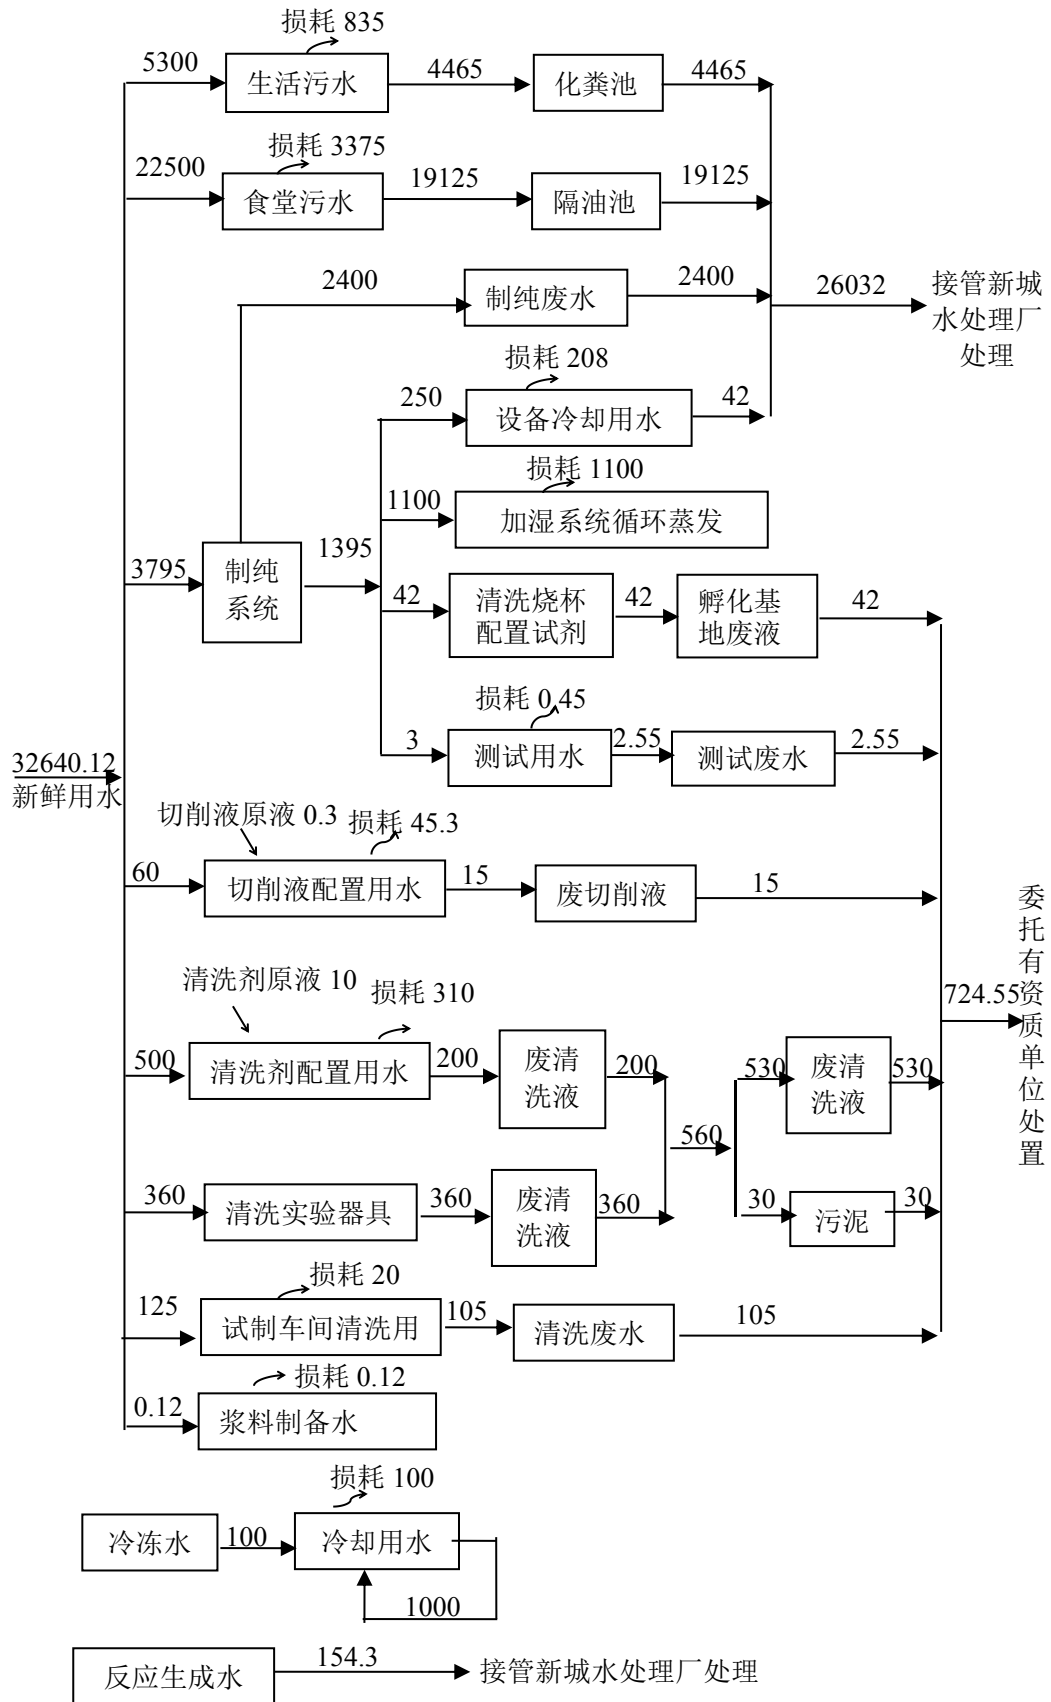 损耗 835
5300
生活污水
4465
化粪池
4465
损耗 3375
22500
食堂污水
19125
隔油池
19125
2400
制纯废水
2400
26032
接管新城
水处理厂
处理
损耗 208
250
设备冷却用水
42
损耗 1100
1100
加湿系统循环蒸发
3795
制纯
系统
1395
42
清洗烧杯
配置试剂
42
孵化基
地废液
42
损耗 0.45
3
测试用水
2.55
测试废水
2.55
32640.12
新鲜用水
切削液原液 0.3
损耗 45.3
60
切削液配置用水
15
废切削液
15
清洗剂原液 10
损耗 310
500
清洗剂配置用水
200
废清
洗液
200
560
530
废清
洗液
530
724.55
委托有资质单位处置
360
清洗实验器具
360
废清
洗液
360
30
污泥
30
损耗 20
125
试制车间清洗用
105
清洗废水
105
损耗 0.12
0.12
浆料制备水
损耗 100
冷冻水
100
冷却用水
1000
反应生成水
154.3
接管新城水处理厂处理